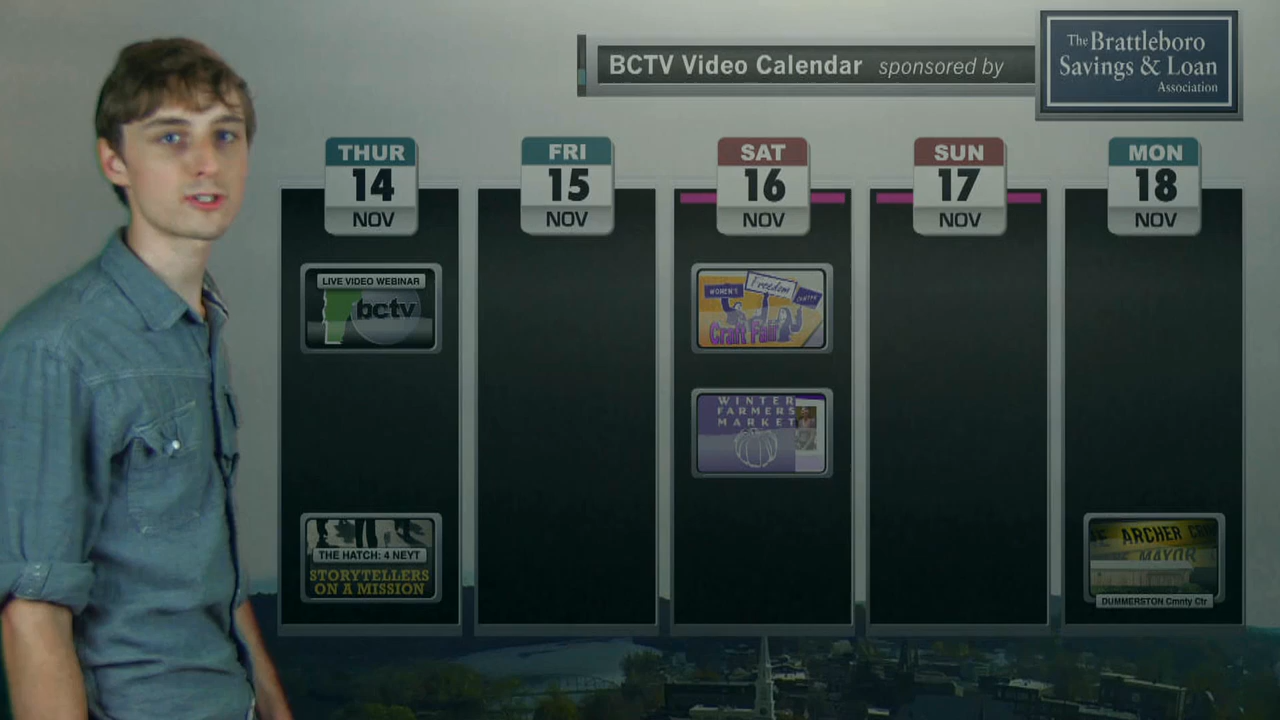 BCTV Video Calendar sponsored by
The Brattleboro
Savings & Loan
Association
THUR
14
NOV
FRI
15
NOV
SAT
16
NOV
SUN
17
NOV
MON
18
NOV
LIVE VIDEO WEBINAR
bctv
THE HATCH: 4 NEYT
STORYTELLERS
ON A MISSION
WOMEN'S
Freedom
CENTER
Craft Fair
WINTER
FARMERS
MARKET
ARCHER
MAYOR
DUMMERSTON Cmnty Ctr